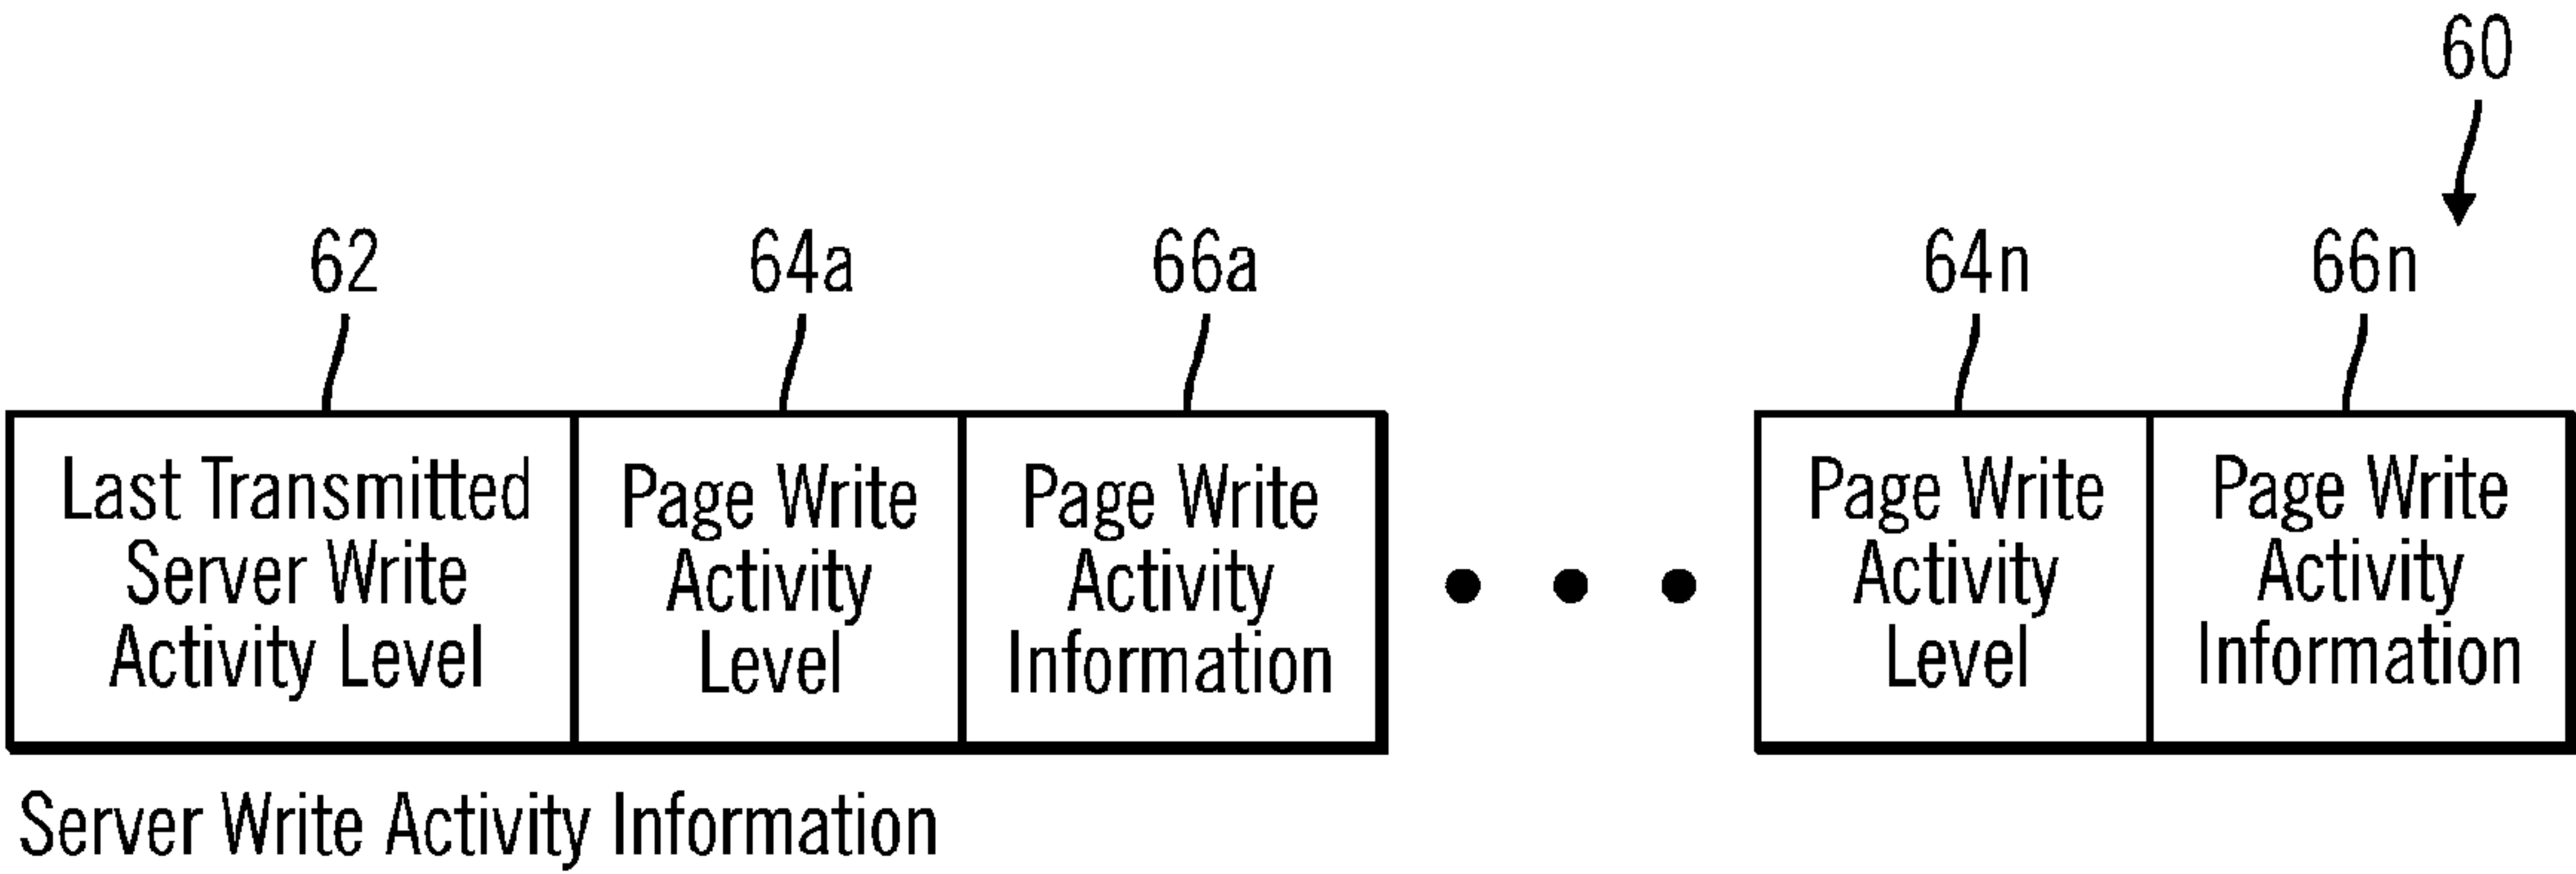 60
62
64a
66a
64n
66n
Last Transmitted
Server Write
Activity Level
Page Write
Activity
Level
Page Write
Activity
Information
Page Write
Activity
Level
Page Write
Activity
Information
Server Write Activity Information